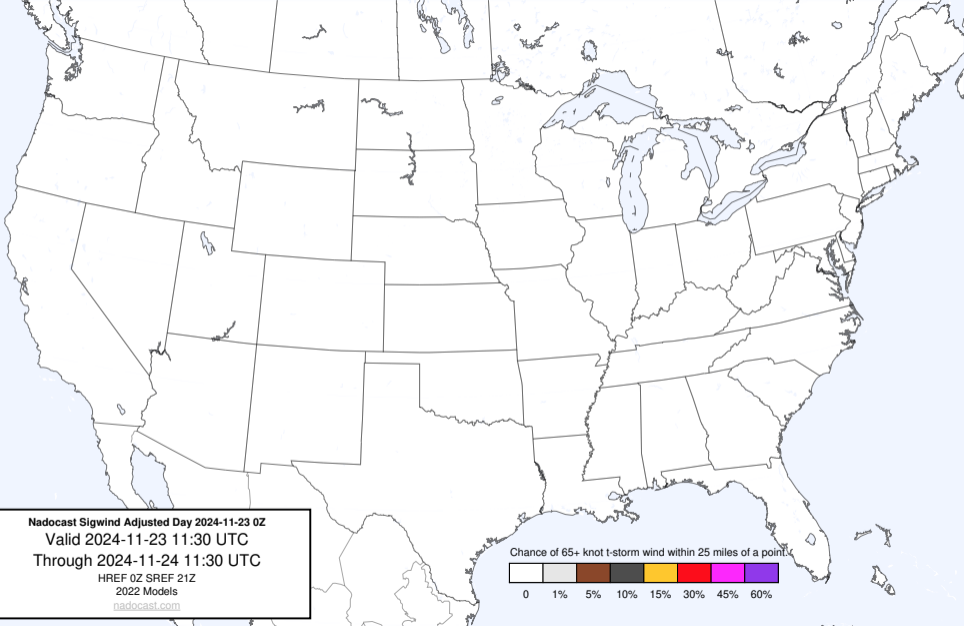 Nadocast Sigwind Adjusted Day 2024-11-23 0Z
Valid 2024-11-23 11:30 UTC
Through 2024-11-24 11:30 UTC
HREF 0Z SREF 21Z
2022 Models
nadocast.com
Chance of 65+ knot t-storm wind within 25 miles of a point.
0 1% 5% 10% 15% 30% 45% 60%